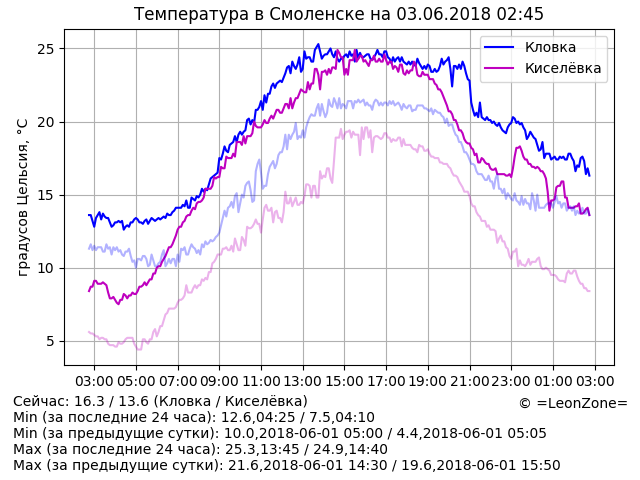 Температура в Смоленске на 03.06.2018 02:45
25
20
15
10
5
градусов Цельсия, °C
Кловка
Киселёвка
03:00 05:00 07:00 09:00 11:00 13:00 15:00 17:00 19:00 21:00 23:00 01:00 03:00
Сейчас: 16.3 / 13.6 (Кловка / Киселёвка)
© =LeonZone=
Min (за последние 24 часа): 12.6,04:25 / 7.5,04:10
Min (за предыдущие сутки): 10.0,2018-06-01 05:00 / 4.4,2018-06-01 05:05
Max (за последние 24 часа): 25.3,13:45 / 24.9,14:40
Max (за предыдущие сутки): 21.6,2018-06-01 14:30 / 19.6,2018-06-01 15:50